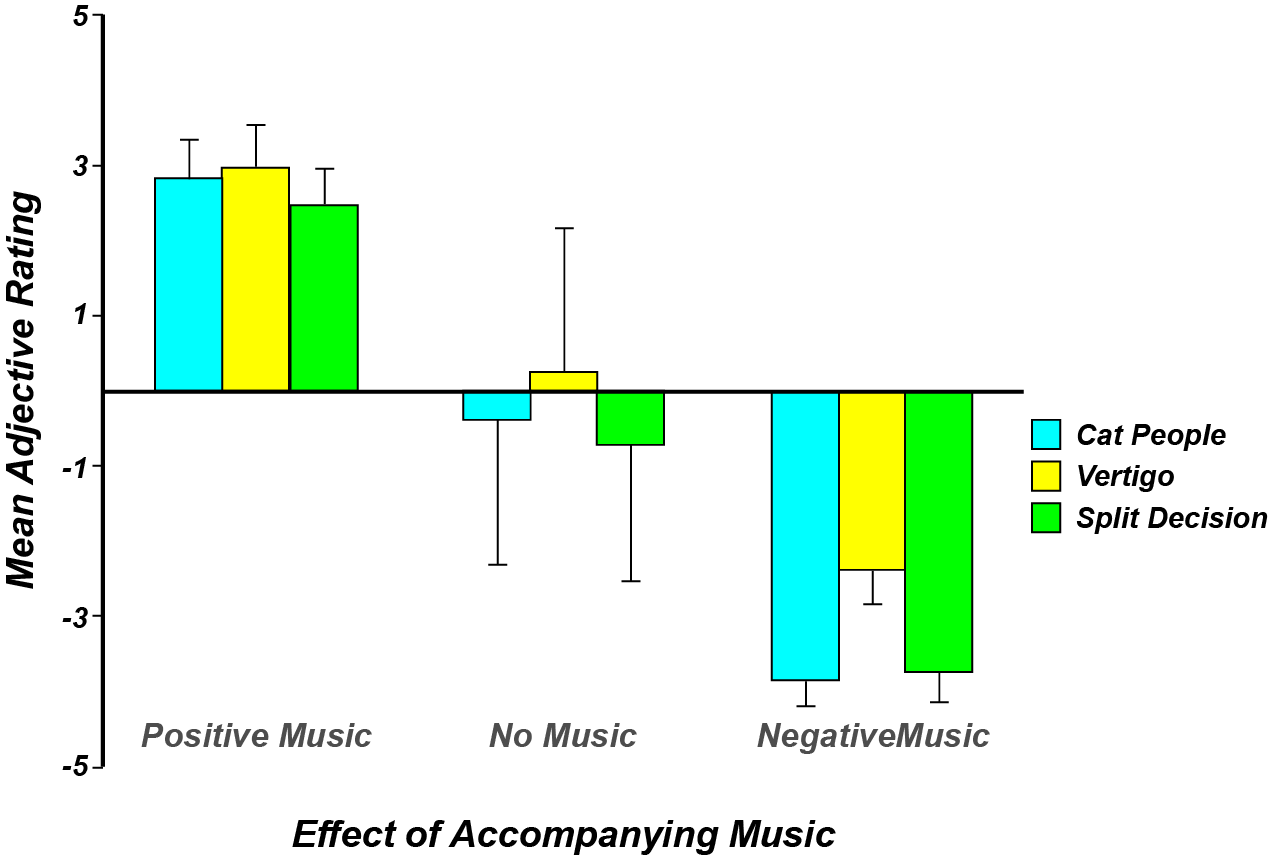 5
3
1
-1
-3
-5
Mean Adjective Rating
Positive Music
No Music
NegativeMusic
Effect of Accompanying Music
Cat People
Vertigo
Split Decision